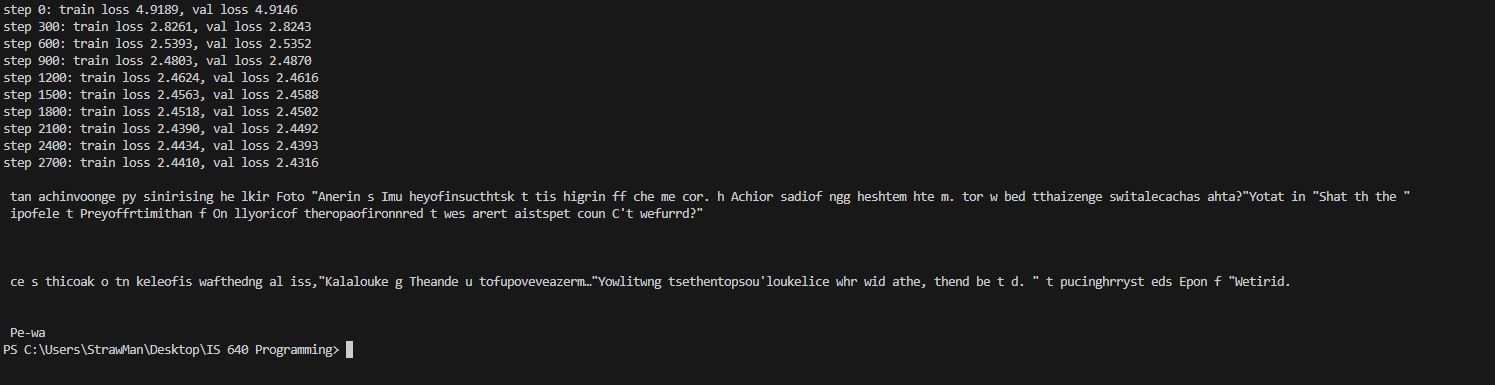 step 0: train loss 4.9189, val loss 4.9146
step 300: train loss 2.8261, val loss 2.8243
step 600: train loss 2.5393, val loss 2.5352
step 900: train loss 2.4803, val loss 2.4870
step 1200: train loss 2.4624, val loss 2.4616
step 1500: train loss 2.4563, val loss 2.4588
step 1800: train loss 2.4518, val loss 2.4502
step 2100: train loss 2.4390, val loss 2.4492
step 2400: train loss 2.4434, val loss 2.4393
step 2700: train loss 2.4410, val loss 2.4316
tan achinvoonge py sinirising he lkir Foto "Anerin s Imu heyofinsucthtsk t tis higrin ff che me cor. h Achior sadiof ngg heshtem hte m. tor w bed tthaizenge switalecachas ahta?"Yotat in "Shat th the "
ipofele t Preyoffrtimithan f On llyoricof theropaofironnred t wes arert aistspet coun C't wefurrd?"
ce s thicoak o tn keleofis wafthedng al iss,"Kalalouke g Theande u tofupoveveazerm…"Yowlitwng tsethentopsou'loukelice whr wid athe, thend be t d. " t pucinghrryst eds Epon f "Wetirid.
Pe-wa
PS C:\Users\StrawMan\Desktop\IS 640 Programming>